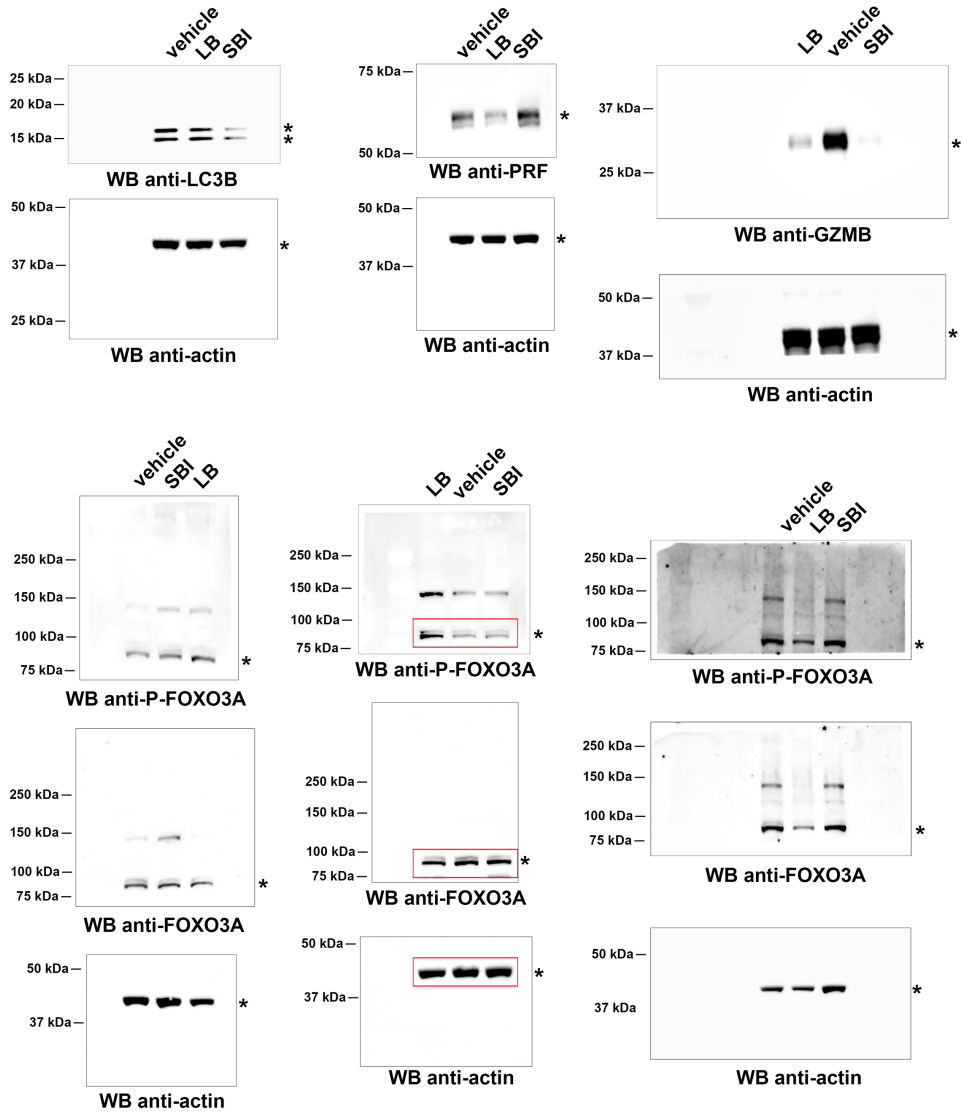 vehicle LB SBI
25 kDa
20 kDa
15 kDa
*
*
WB anti-LC3B
50 kDa
37 kDa
25 kDa
*
WB anti-actin
vehicle LB SBI
75 kDa
50 kDa
*
WB anti-PRF
50 kDa
37 kDa
*
WB anti-actin
LB vehicle SBI
37 kDa
25 kDa
*
WB anti-GZMB
50 kDa
37 kDa
*
WB anti-actin
vehicle SBI LB
250 kDa
150 kDa
100 kDa
75 kDa
*
WB anti-P-FOXO3A
250 kDa
150 kDa
100 kDa
75 kDa
*
WB anti-FOXO3A
50 kDa
37 kDa
*
WB anti-actin
LB vehicle SBI
250 kDa
150 kDa
100 kDa
75 kDa
*
WB anti-P-FOXO3A
250 kDa
150 kDa
100 kDa
75 kDa
*
WB anti-FOXO3A
50 kDa
37 kDa
*
WB anti-actin
vehicle LB SBI
250 kDa
150 kDa
100 kDa
75 kDa
*
WB anti-P-FOXO3A
250 kDa
150 kDa
100 kDa
75 kDa
*
WB anti-FOXO3A
50 kDa
37 kDa
*
WB anti-actin